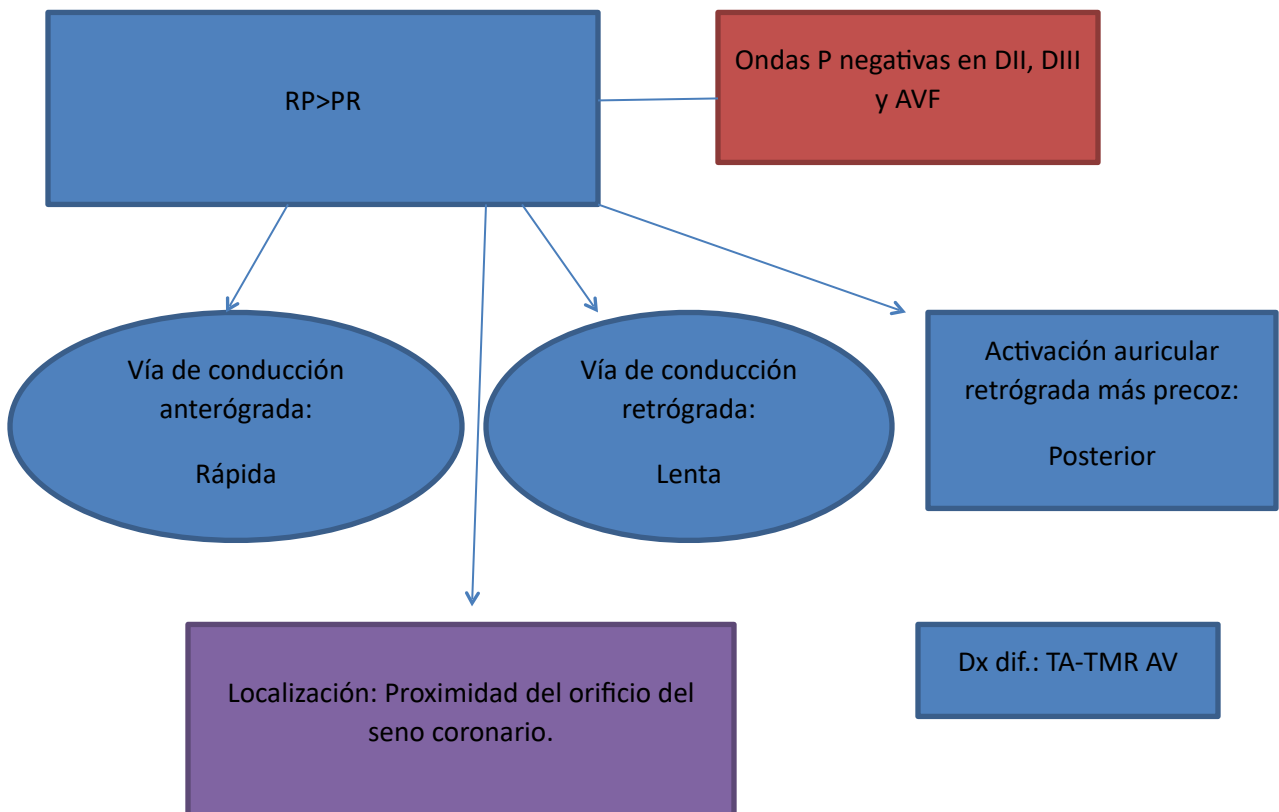 RP>PR
Ondas P negativas en DII, DIII
y AVF
Vía de conducción
anterógrada:
Rápida
Vía de conducción
retrógrada:
Lenta
Activación auricular
retrógrada más precoz:
Posterior
Localización: Proximidad del orificio del
seno coronario.
Dx dif.: TA-TMR AV